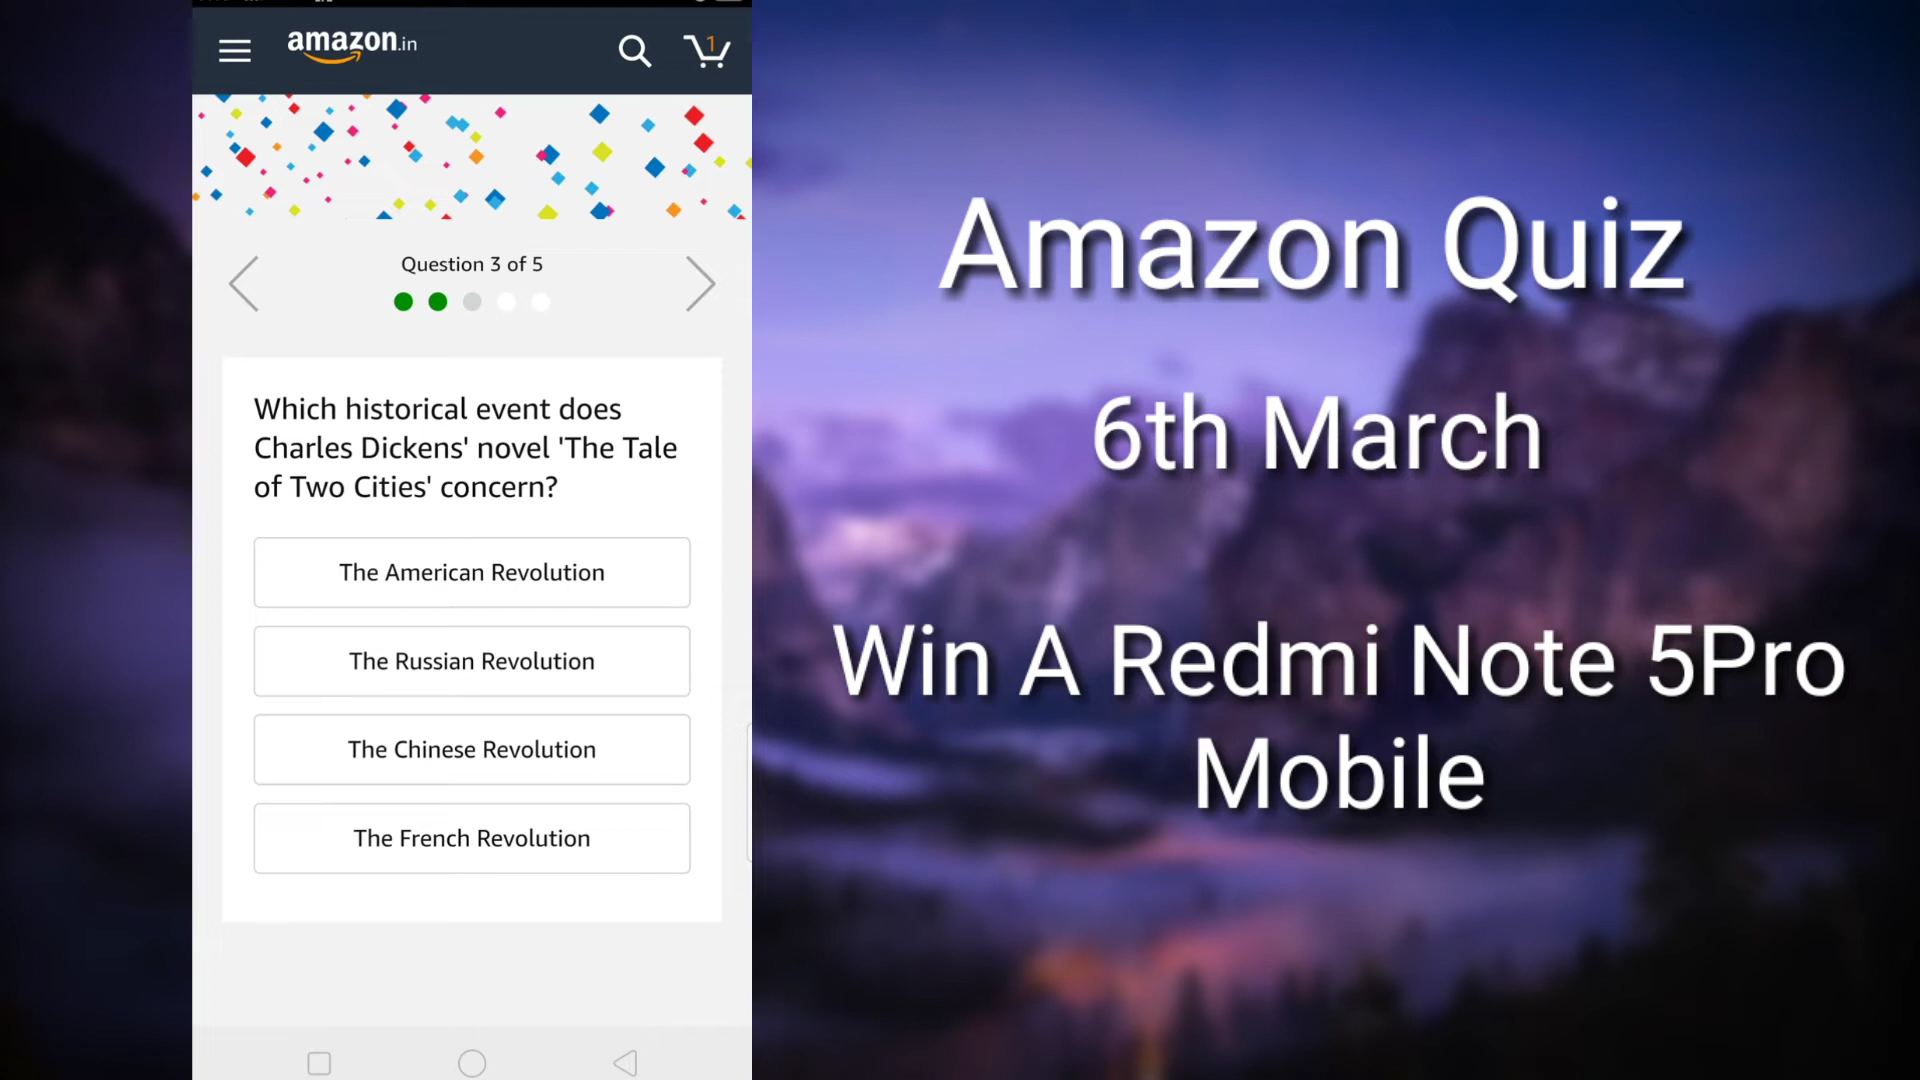 amazon.in
1
Question 3 of 5
Which historical event does
Charles Dickens' novel 'The Tale
of Two Cities' concern?
The American Revolution
The Russian Revolution
The Chinese Revolution
The French Revolution
Amazon Quiz
6th March
Win A Redmi Note 5Pro
Mobile